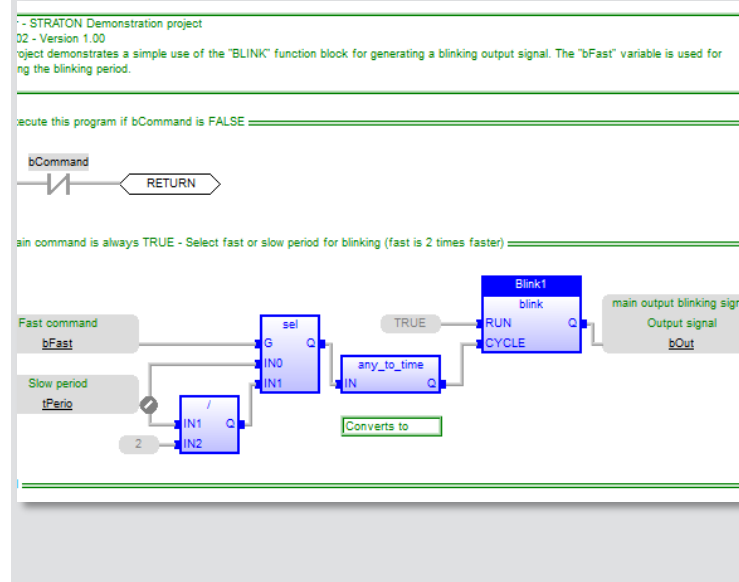 - STRATON Demonstration project
02 - Version 1.00
oject demonstrates a simple use of the "BLINK" function block for generating a blinking output signal. The "bFast" variable is used for
ng the blinking period.
ecute this program if bCommand is FALSE
bCommand
RETURN
ain command is always TRUE - Select fast or slow period for blinking (fast is 2 times faster)
Blink1
blink
RUN Q
CYCLE
main output blinking sign
Output signal
bOut
TRUE
Fast command
bFast
sel
G Q
IN0
IN1
any_to_time
IN Q
Slow period
tPerio
/
IN1 Q
IN2
2
Converts to